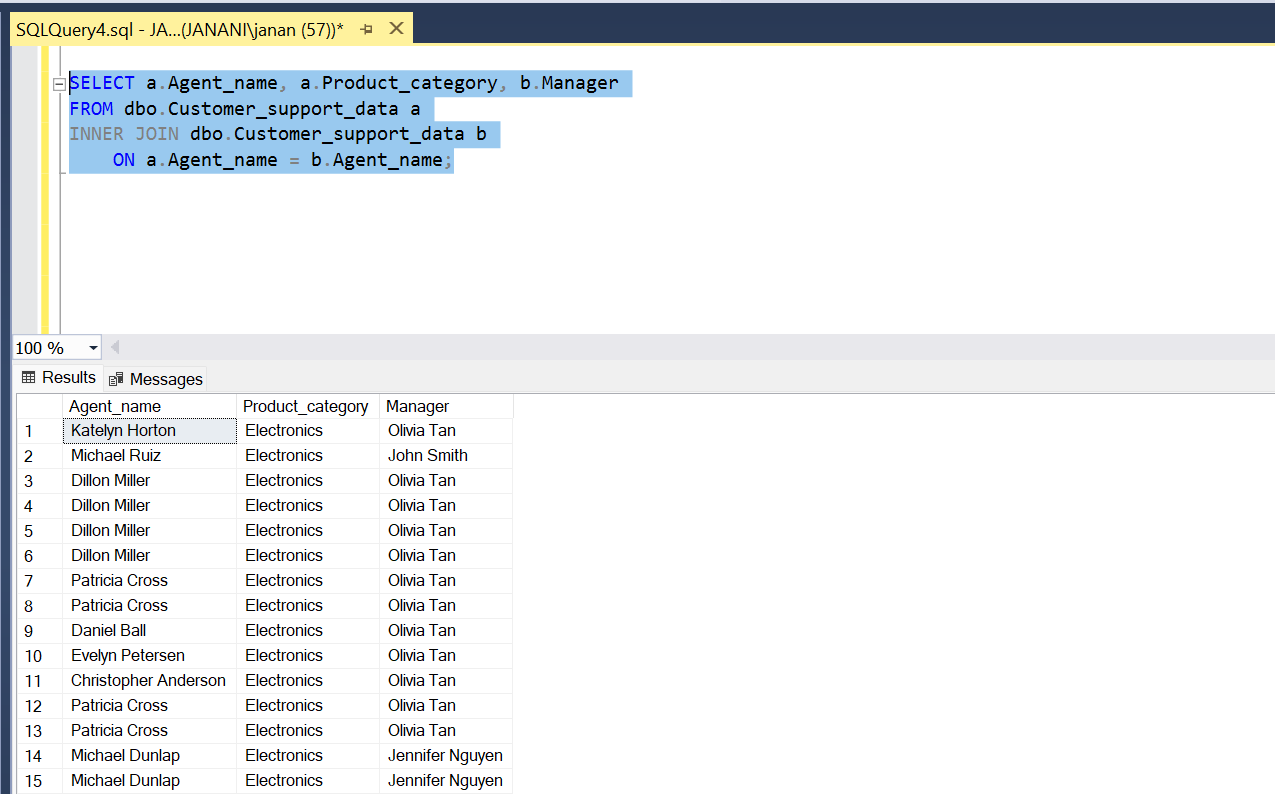 SQLQuery4.sql - JA...(JANANI\janan (57))*
SELECT a.Agent_name, a.Product_category, b.Manager
FROM dbo.Customer_support_data a
INNER JOIN dbo.Customer_support_data b
ON a.Agent_name = b.Agent_name;
100 %
Results Messages
Agent_name Product_category Manager
1 Katelyn Horton Electronics Olivia Tan
2 Michael Ruiz Electronics John Smith
3 Dillon Miller Electronics Olivia Tan
4 Dillon Miller Electronics Olivia Tan
5 Dillon Miller Electronics Olivia Tan
6 Dillon Miller Electronics Olivia Tan
7 Patricia Cross Electronics Olivia Tan
8 Patricia Cross Electronics Olivia Tan
9 Daniel Ball Electronics Olivia Tan
10 Evelyn Petersen Electronics Olivia Tan
11 Christopher Anderson Electronics Olivia Tan
12 Patricia Cross Electronics Olivia Tan
13 Patricia Cross Electronics Olivia Tan
14 Michael Dunlap Electronics Jennifer Nguyen
15 Michael Dunlap Electronics Jennifer Nguyen